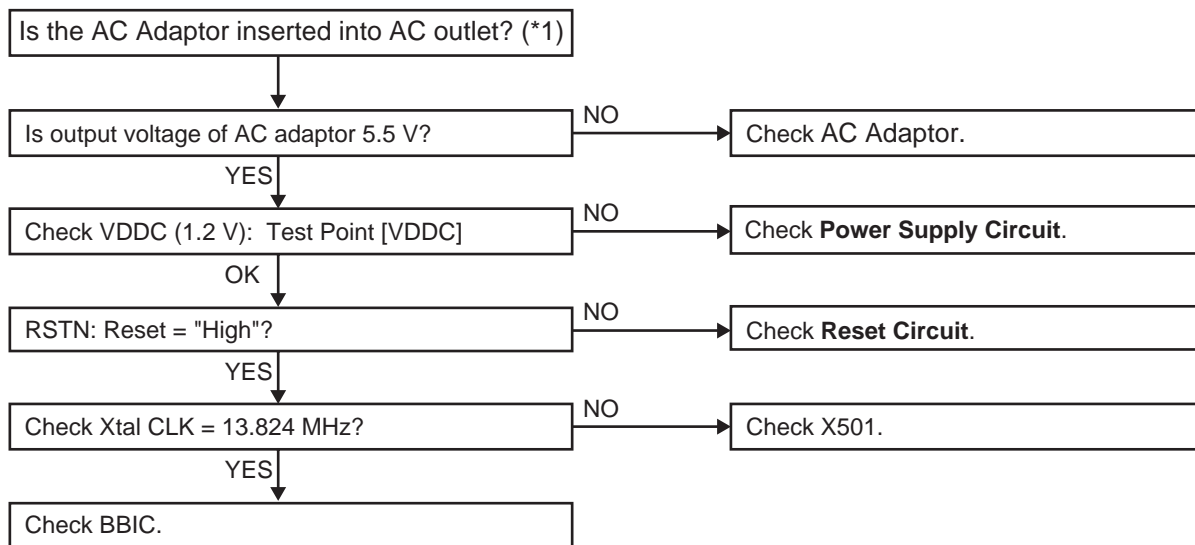 Is the AC Adaptor inserted into AC outlet? (*1)
Is output voltage of AC adaptor 5.5 V?
NO
Check AC Adaptor.
YES
Check VDDC (1.2 V): Test Point [VDDC]
NO
Check Power Supply Circuit.
OK
RSTN: Reset = "High"?
NO
Check Reset Circuit.
YES
Check Xtal CLK = 13.824 MHz?
NO
Check X501.
YES
Check BBIC.